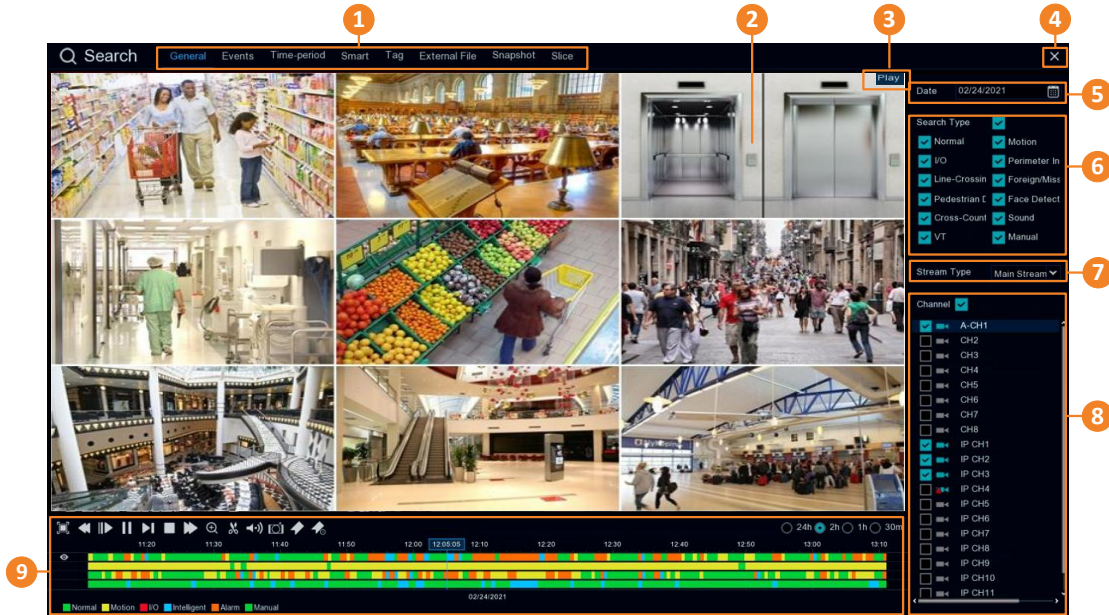 1
2
3
4
Search
General Events Time-period Smart Tag External File Snapshot Slice
Play
Date 02/24/2021
5
Search Type
Normal Motion
I/O Perimeter In
Line-Crossin Foreign/Miss
Pedestrian D Face Detect
Cross-Count Sound
VT Manual
6
Stream Type Main Stream
7
Channel
A-CH1
CH2
CH3
CH4
CH5
CH6
CH7
CH8
IP CH1
IP CH2
IP CH3
IP CH4
IP CH5
IP CH6
IP CH7
IP CH8
IP CH9
IP CH10
IP CH11
8
24h 2h 1h 30m
11:20 11:30 11:40 11:50 12:00 12:05:05 12:10 12:20 12:30 12:40 12:50 13:00 13:10
9
02/24/2021
Normal Motion I/O Intelligent Alarm Manual